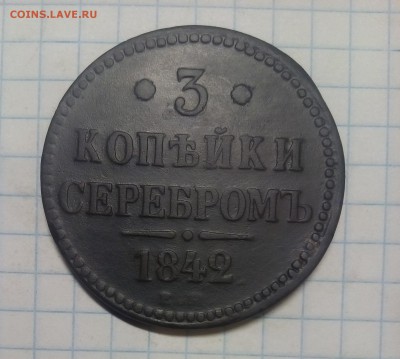 COINS.LAVE.RU
· 3 ·
КОПѢЙКИ
СЕРЕБРОМЪ
1842